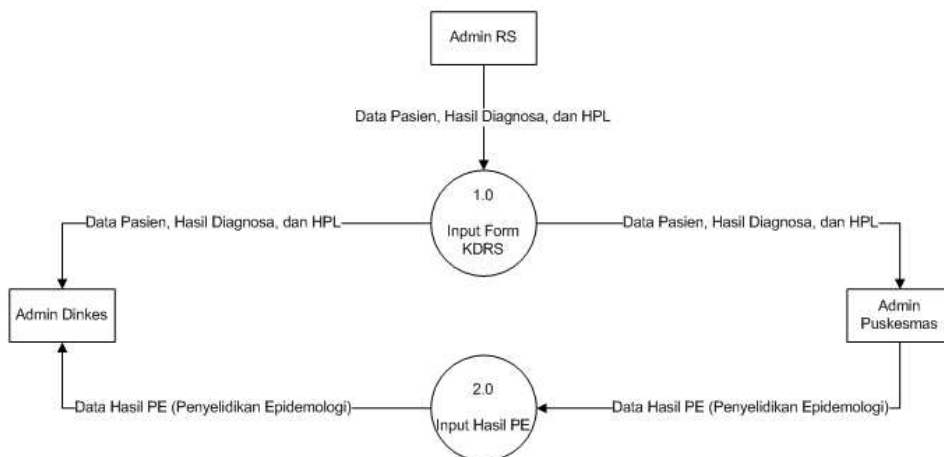 Admin RS
Data Pasien, Hasil Diagnosa, dan HPL
1.0
Input Form
KDRS
Data Pasien, Hasil Diagnosa, dan HPL
Data Pasien, Hasil Diagnosa, dan HPL
Admin Dinkes
Admin
Puskesmas
2.0
Input Hasil PE
Data Hasil PE (Penyelidikan Epidemologi)
Data Hasil PE (Penyelidikan Epidemologi)